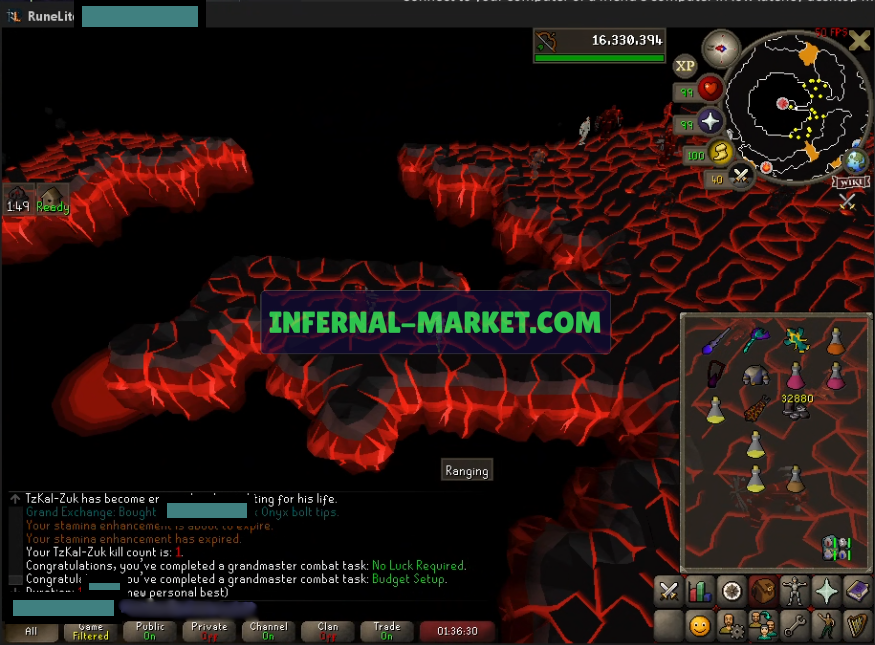 RuneLite
50 FPS
16,330,394
XP
99
99
100
40
WIKI
1:49 Ready
INFERNAL-MARKET.COM
32880
Ranging
TzKal-Zuk has become for his life.
Grand Exchange: Bought Onyx bolt tips.
Your stamina enhancement is about to expire.
Your stamina enhancement has expired.
Your TzKal-Zuk kill count is: 1.
Congratulations, you've completed a grandmaster combat task: No Luck Required.
you've completed a grandmaster combat task: Budget Setup.
Duration: 1 new personal best)
All
Game
Filtered
Public
On
Private
Off
Channel
On
Clan
Off
Trade
On
01:36:30